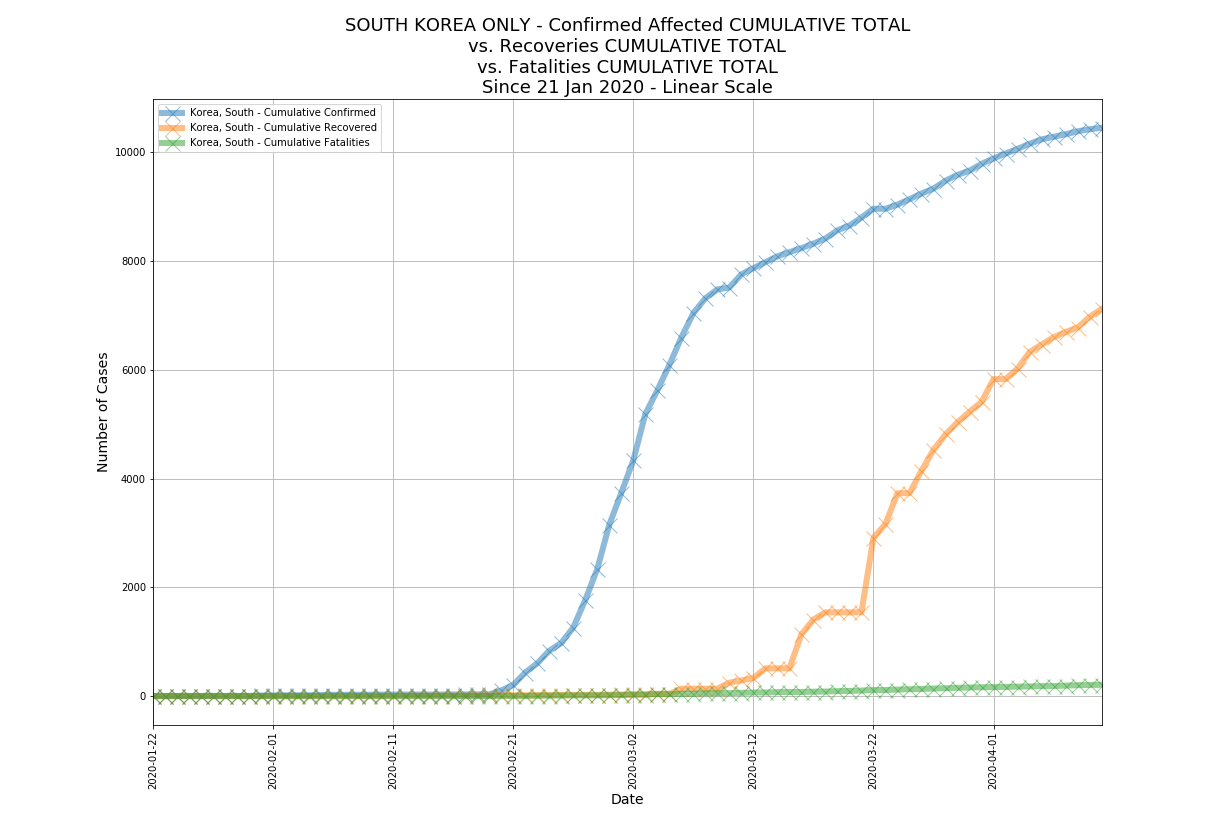 SOUTH KOREA ONLY - Confirmed Affected CUMULATIVE TOTAL
vs. Recoveries CUMULATIVE TOTAL
vs. Fatalities CUMULATIVE TOTAL
Since 21 Jan 2020 - Linear Scale
Korea, South - Cumulative Confirmed
Korea, South - Cumulative Recovered
Korea, South - Cumulative Fatalities
Number of Cases
10000
8000
6000
4000
2000
0
2020-01-22
2020-02-01
2020-02-11
2020-02-21
2020-03-02
2020-03-12
2020-03-22
2020-04-01
Date